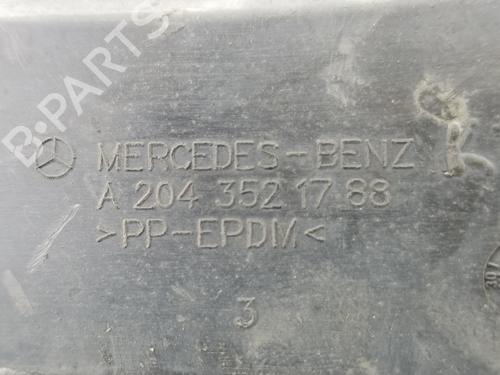 B-PARTS
MERCEDES-BENZ
A 204 352 17 88
>PP-EPDM<
3